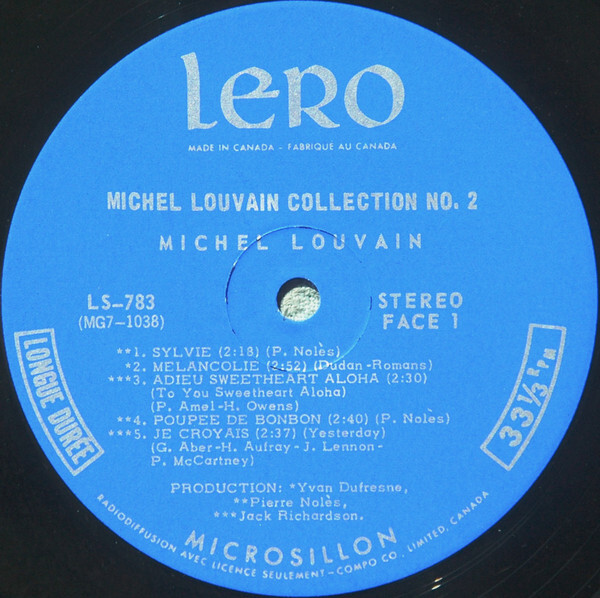 LERO
MADE IN CANADA - FABRIQUÉ AU CANADA
MICHEL LOUVAIN COLLECTION NO. 2
MICHEL LOUVAIN
LS-783
(MG7-1038)
STEREO
FACE 1
LONGUE DURÉE
33 1/3 RPM
**1. SYLVIE (2:18) (P. Nolès)
*2. MELANCOLIE (2:52) (Dudan-Romans)
***3. ADIEU SWEETHEART ALOHA (2:30)
(To You Sweetheart Aloha)
(P. Amel-H. Owens)
**4. POUPEE DE BONBON (2:40) (P. Nolès)
***5. JE CROYAIS (2:37) (Yesterday)
(G. Aber-H. Aufray-J. Lennon-
P. McCartney)
PRODUCTION: *Yvan Dufresne,
**Pierre Nolès,
***Jack Richardson.
MICROSILLON
RADIODIFFUSION AVEC LICENCE SEULEMENT-COMPO CO. LIMITED, CANADA